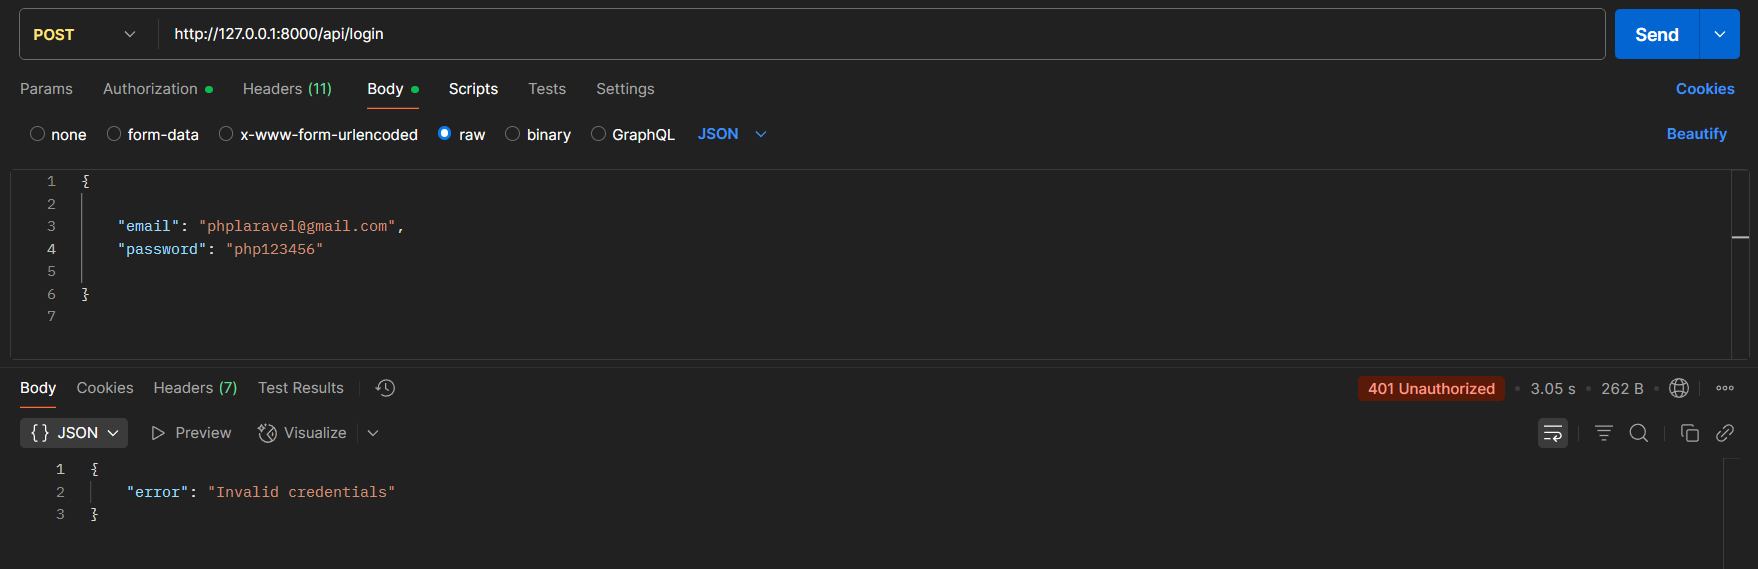 POST http://127.0.0.1:8000/api/login Send
Params Authorization Headers (11) Body Scripts Tests Settings Cookies
none form-data x-www-form-urlencoded raw binary GraphQL JSON Beautify
1 {
2
3 "email": "phplaravel@gmail.com",
4 "password": "php123456"
5
6 }
7
Body Cookies Headers (7) Test Results 401 Unauthorized • 3.05 s • 262 B •
{} JSON Preview Visualize
1 {
2 "error": "Invalid credentials"
3 }